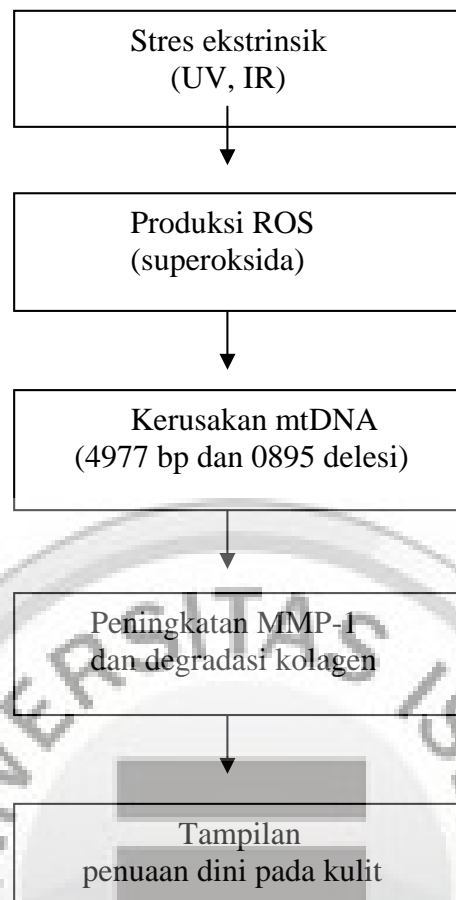 Stres ekstrinsik
(UV, IR)
Produksi ROS
(superoksida)
Kerusakan mtDNA
(4977 bp dan 0895 delesi)
Peningkatan MMP-1
dan degradasi kolagen
Tampilan
penuaan dini pada kulit